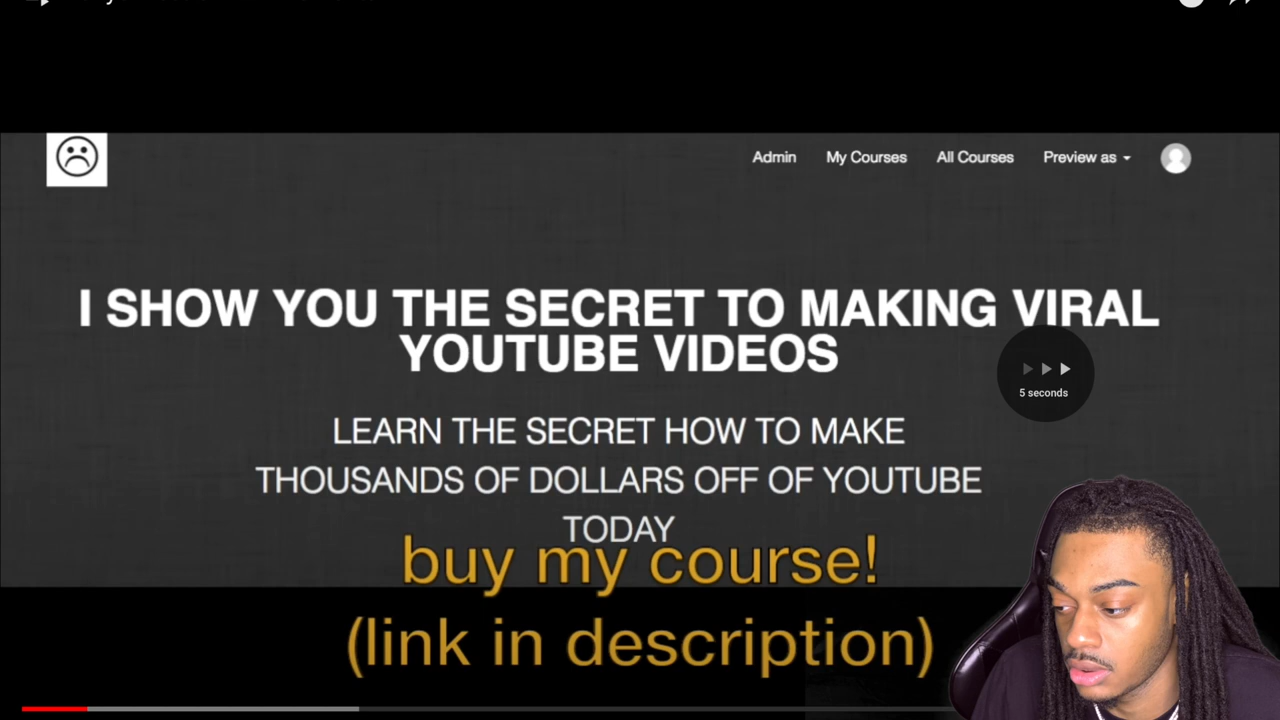 Admin My Courses All Courses Preview as
I SHOW YOU THE SECRET TO MAKING VIRAL
YOUTUBE VIDEOS
5 seconds
LEARN THE SECRET HOW TO MAKE
THOUSANDS OF DOLLARS OFF OF YOUTUBE
TODAY
buy my course!
(link in description)